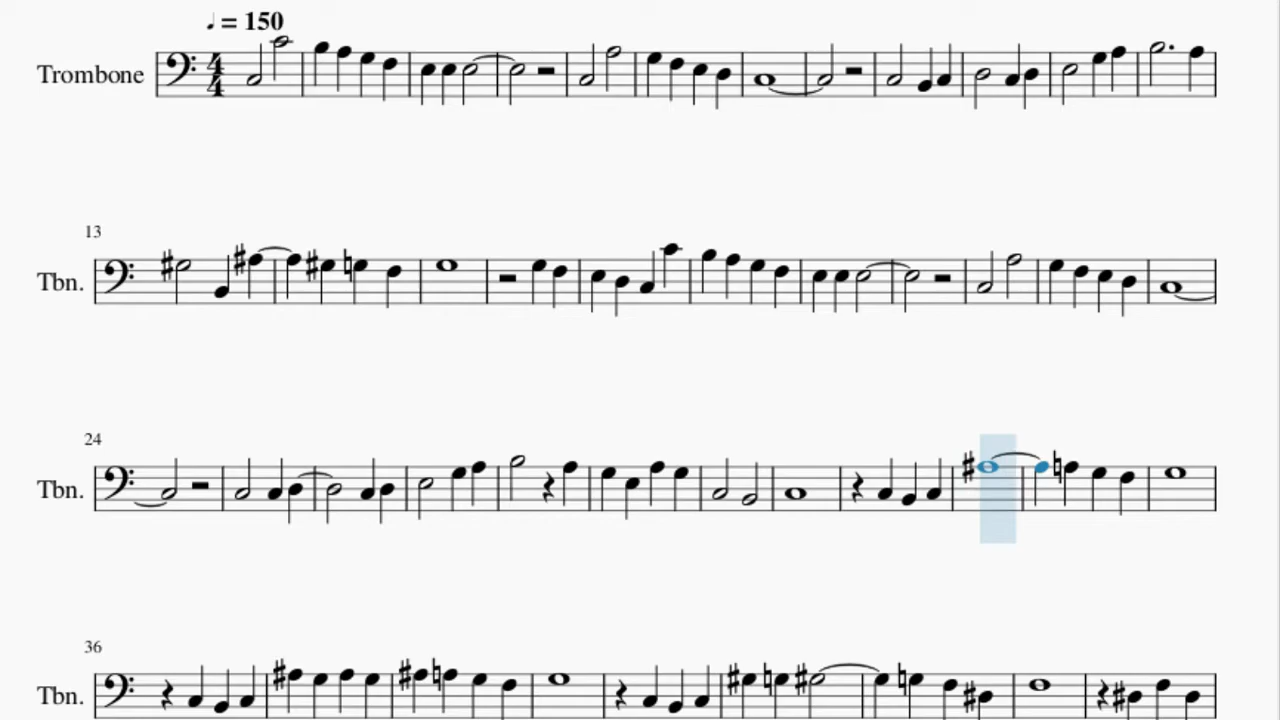 ♩ = 150
Trombone
4
4
13
Tbn.
24
Tbn.
36
Tbn.